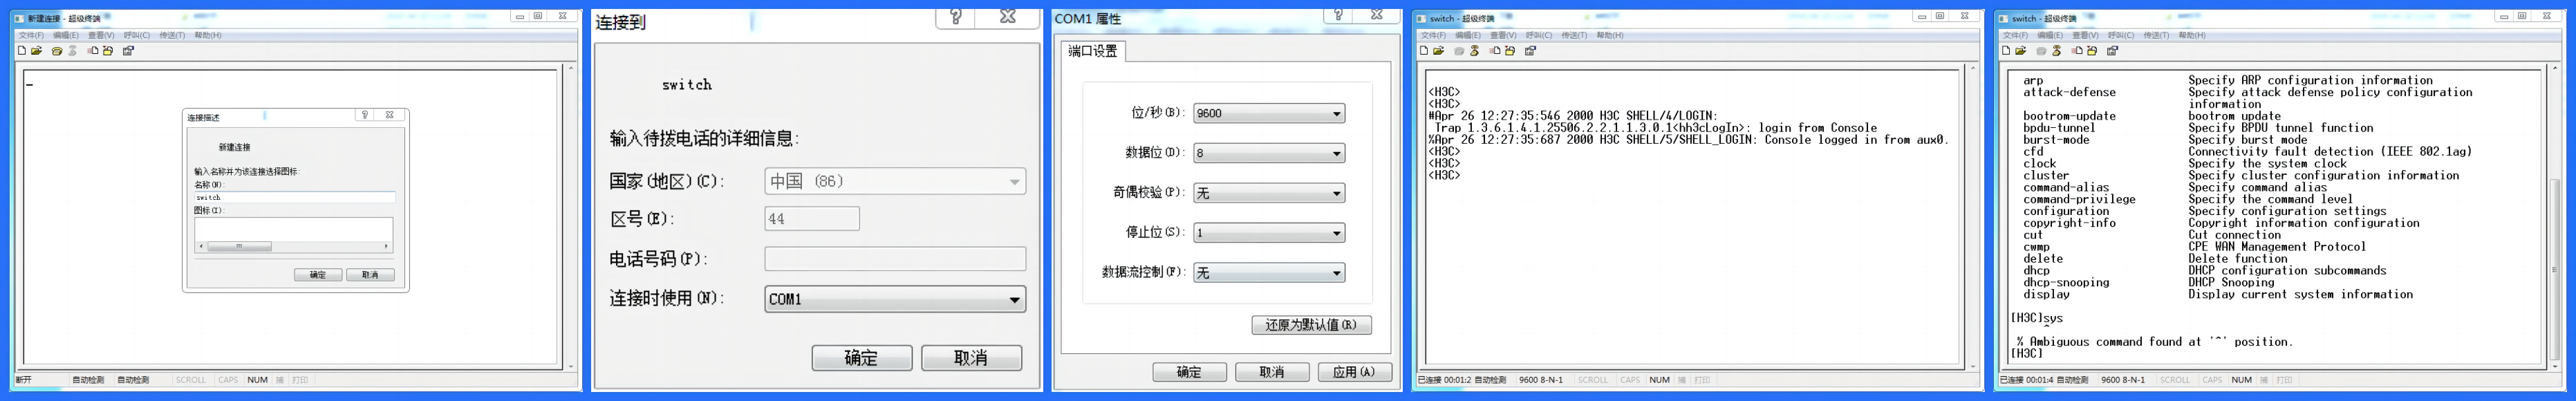 新建连接 - 超级终端
文件(F) 编辑(E) 查看(V) 呼叫(C) 传送(T) 帮助(H)
连接描述
新建连接
输入名称并为该连接选择图标:
名称(N):
switch
图标(I):
确定 取消
断开 自动检测 自动检测 SCROLL CAPS NUM 捕 打印
连接到
switch
输入待拨电话的详细信息:
国家(地区)(C): 中国 (86)
区号(E): 44
电话号码(P):
连接时使用(N): COM1
确定 取消
COM1 属性
端口设置
位/秒(B): 9600
数据位(D): 8
奇偶校验(P): 无
停止位(S): 1
数据流控制(F): 无
还原为默认值(R)
确定 取消 应用(A)
switch - 超级终端
文件(F) 编辑(E) 查看(V) 呼叫(C) 传送(T) 帮助(H)
<H3C>
<H3C>
#Apr 26 12:27:35:546 2000 H3C SHELL/4/LOGIN:
Trap 1.3.6.1.4.1.25506.2.2.1.1.3.0.1<hh3cLogIn>: login from Console
%Apr 26 12:27:35:687 2000 H3C SHELL/5/SHELL_LOGIN: Console logged in from aux0.
<H3C>
<H3C>
<H3C>
已连接 00:01:2 自动检测 9600 8-N-1 SCROLL CAPS NUM 捕 打印
switch - 超级终端
文件(F) 编辑(E) 查看(V) 呼叫(C) 传送(T) 帮助(H)
arp Specify ARP configuration information
attack-defense Specify attack defense policy configuration
information
bootrom-update bootrom update
bpdu-tunnel Specify BPDU tunnel function
burst-mode Specify burst mode
cfd Connectivity fault detection (IEEE 802.1ag)
clock Specify the system clock
cluster Specify cluster configuration information
command-alias Specify command alias
command-privilege Specify the command level
configuration Specify configuration settings
copyright-info Copyright information configuration
cut Cut connection
cwmp CPE WAN Management Protocol
delete Delete function
dhcp DHCP configuration subcommands
dhcp-snooping DHCP Snooping
display Display current system information
[H3C]sys
^
% Ambiguous command found at '^' position.
[H3C]
已连接 00:01:4 自动检测 9600 8-N-1 SCROLL CAPS NUM 捕 打印